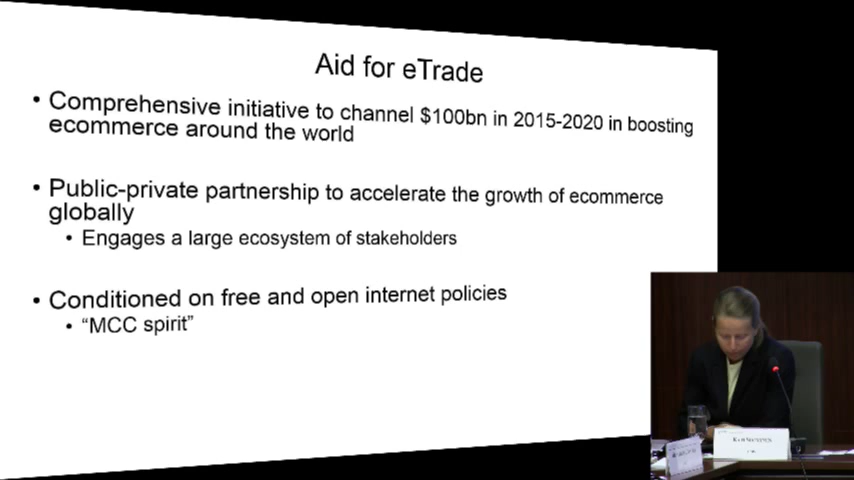 Aid for eTrade
• Comprehensive initiative to channel $100bn in 2015-2020 in boosting
ecommerce around the world
• Public-private partnership to accelerate the growth of ecommerce
globally
• Engages a large ecosystem of stakeholders
• Conditioned on free and open internet policies
• “MCC spirit”